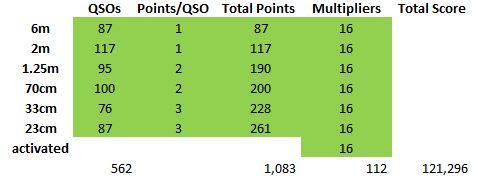 QSOs Points/QSO Total Points Multipliers Total Score
6m 87 1 87 16
2m 117 1 117 16
1.25m 95 2 190 16
70cm 100 2 200 16
33cm 76 3 228 16
23cm 87 3 261 16
activated 16
562 1,083 112 121,296